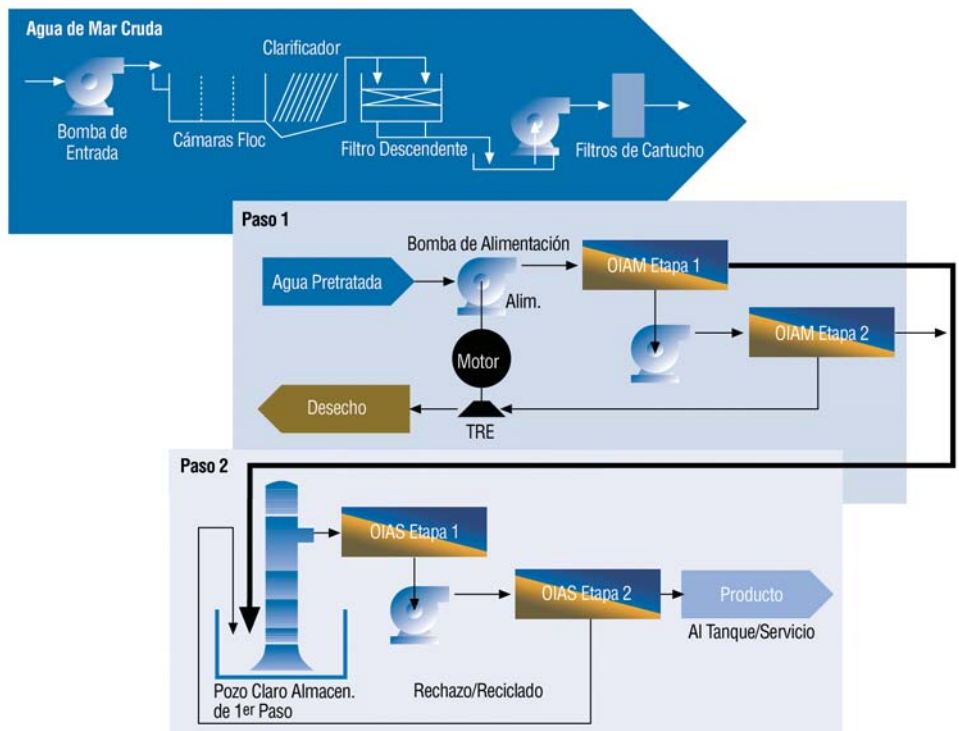 Agua de Mar Cruda
Clarificador
Bomba de
Entrada
Cámaras Floc
Filtro Descendente
Filtros de Cartucho
Paso 1
Bomba de Alimentación
OIAM Etapa 1
Agua Pretratada
Alim.
OIAM Etapa 2
Motor
Desecho
TRE
Paso 2
OIAS Etapa 1
OIAS Etapa 2
Producto
Al Tanque/Servicio
Pozo Claro Almacen.
de 1er Paso
Rechazo/Reciclado